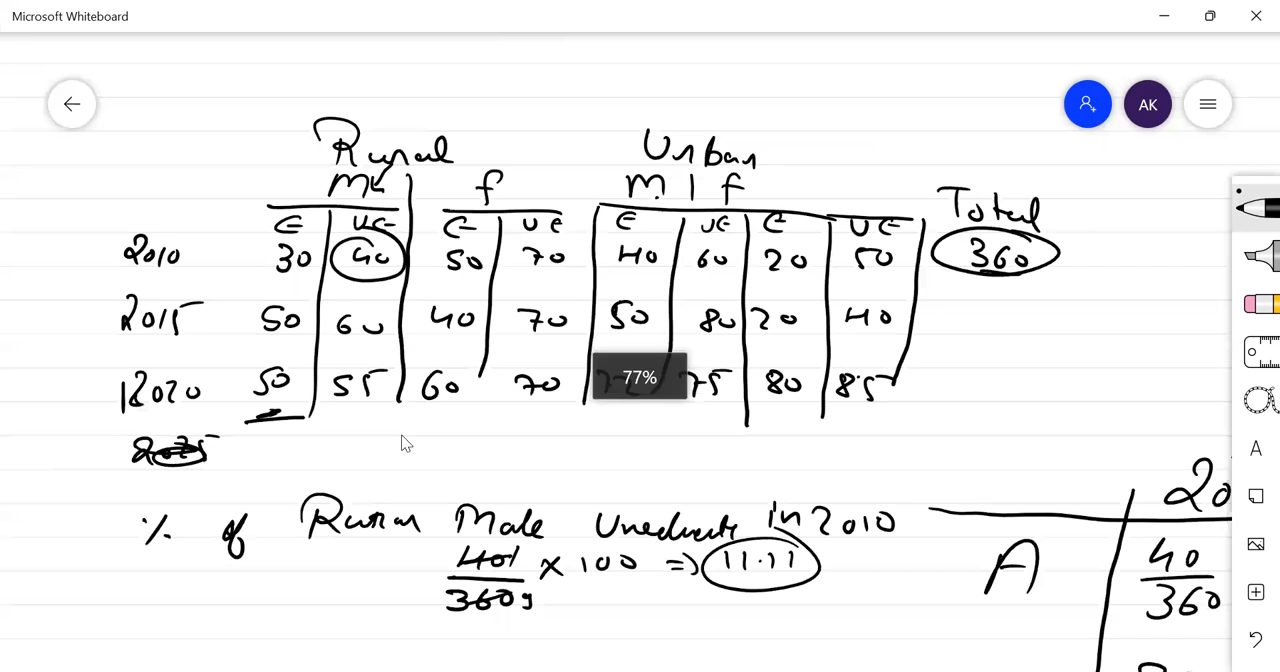 Microsoft Whiteboard
AK
Rural Urban
M f m | f Total
E UE E UE E UE E UE
2010 30 40 50 70 40 60 20 50 360
2015 50 60 40 70 50 80 20 40
2020 50 55 60 70 75 80 85
77%
% of Rural Male Uneducate in 2010
40/360 × 100 => 11.11
20
A 40/360